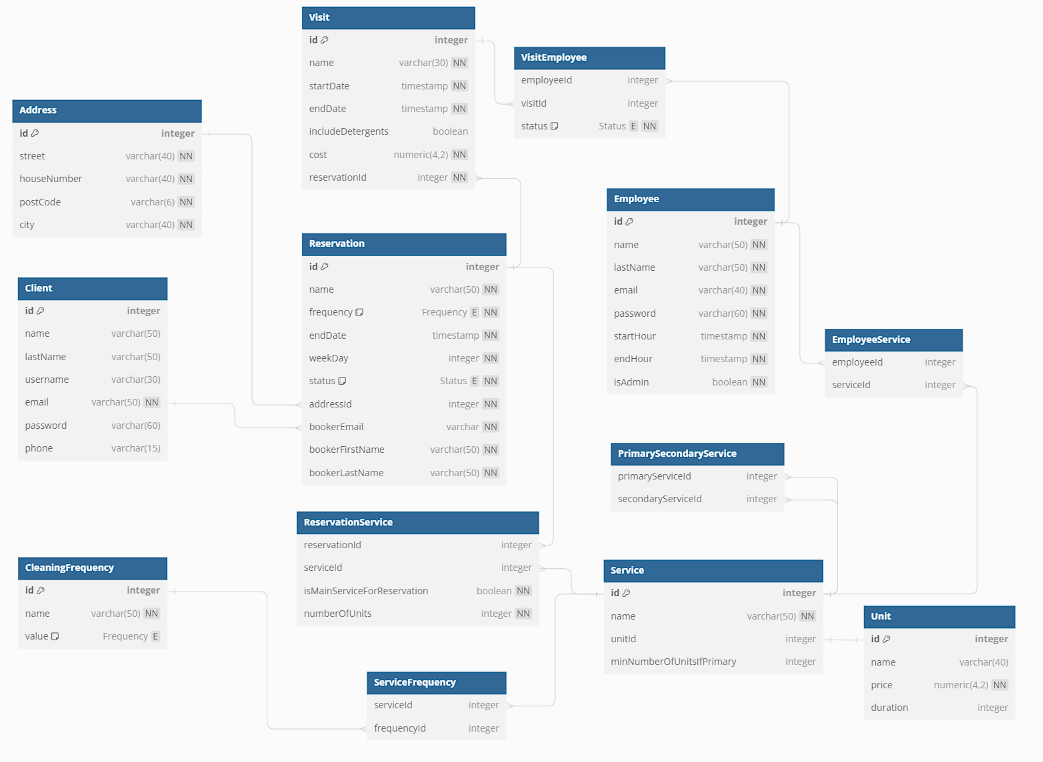 Visit
id integer
name varchar(30) NN
startDate timestamp NN
endDate timestamp NN
includeDetergents boolean
cost numeric(4,2) NN
reservationId integer NN
VisitEmployee
employeeId integer
visitId integer
status Status E NN
Address
id integer
street varchar(40) NN
houseNumber varchar(40) NN
postCode varchar(6) NN
city varchar(40) NN
Employee
id integer
name varchar(50) NN
lastName varchar(50) NN
email varchar(40) NN
password varchar(60) NN
startHour timestamp NN
endHour timestamp NN
isAdmin boolean NN
Reservation
id integer
name varchar(50) NN
frequency Frequency E NN
endDate timestamp NN
weekDay integer NN
status Status E NN
addressId integer NN
bookerEmail varchar NN
bookerFirstName varchar(50) NN
bookerLastName varchar(50) NN
Client
id integer
name varchar(50)
lastName varchar(50)
username varchar(30)
email varchar(50) NN
password varchar(60)
phone varchar(15)
EmployeeService
employeeId integer
serviceId integer
PrimarySecondaryService
primaryServiceId integer
secondaryServiceId integer
ReservationService
reservationId integer
serviceId integer
isMainServiceForReservation boolean NN
numberOfUnits integer NN
CleaningFrequency
id integer
name varchar(50) NN
value Frequency E
Service
id integer
name varchar(50) NN
unitId integer
minNumberOfUnitsIfPrimary integer
Unit
id integer
name varchar(40)
price numeric(4,2) NN
duration integer
ServiceFrequency
serviceId integer
frequencyId integer